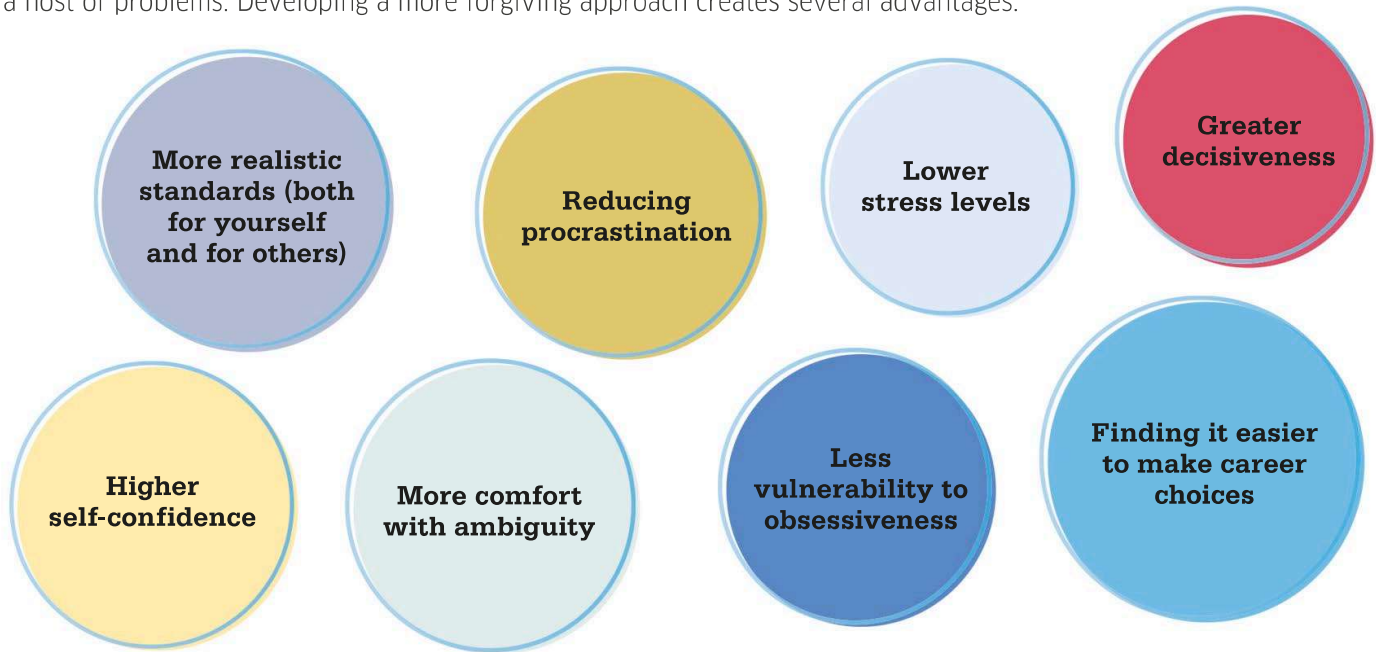 a host of problems. Developing a more forgiving approach creates several advantages.
More realistic
standards (both
for yourself
and for others)
Reducing
procrastination
Lower
stress levels
Greater
decisiveness
Higher
self-confidence
More comfort
with ambiguity
Less
vulnerability to
obsessiveness
Finding it easier
to make career
choices